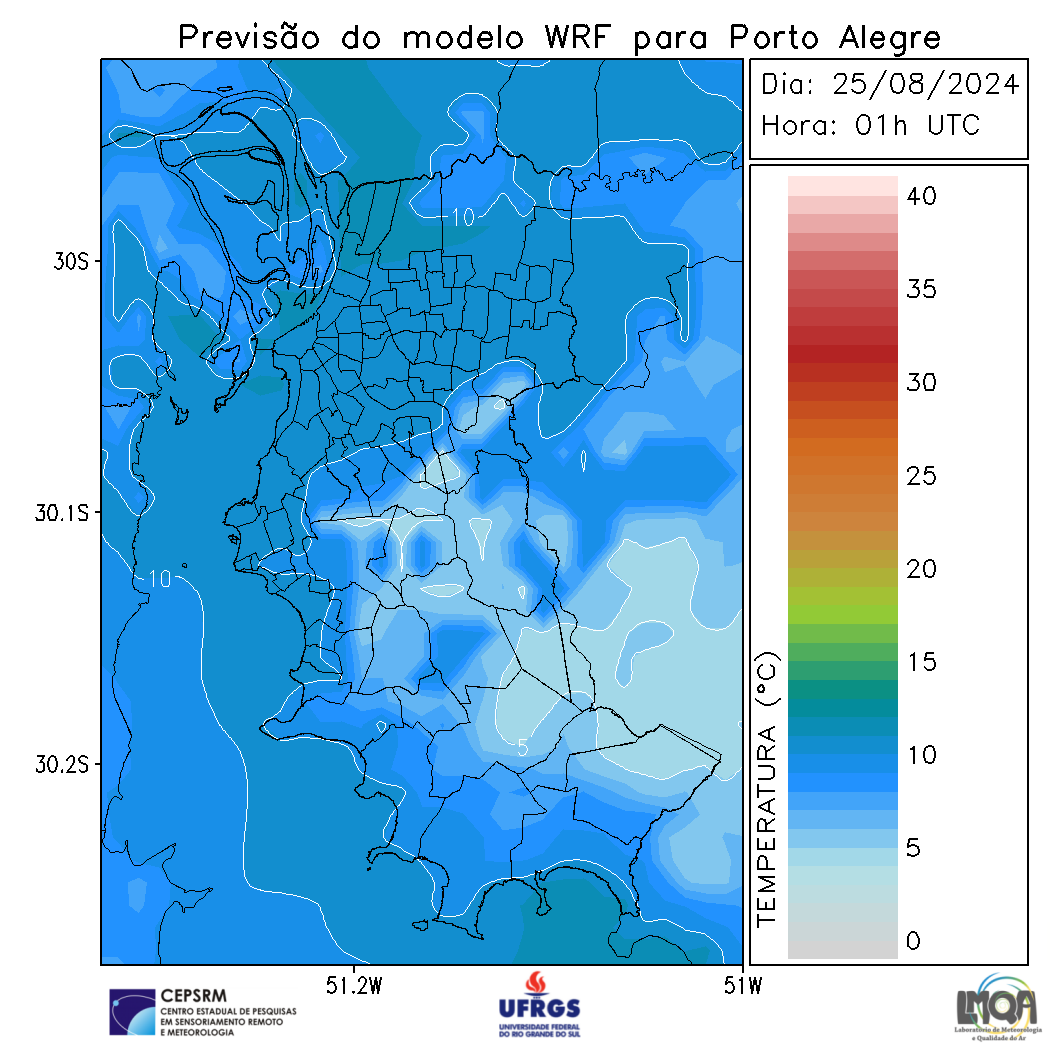 Previsão do modelo WRF para Porto Alegre
Dia: 25/08/2024
Hora: 01h UTC
40
35
30
25
20
15
10
5
0
TEMPERATURA (°C)
30S
30.1S
30.2S
51.2W
51W
10
10
5
CEPSRM
CENTRO ESTADUAL DE PESQUISAS
EM SENSORIAMENTO REMOTO
E METEOROLOGIA
UFRGS
UNIVERSIDADE FEDERAL
DO RIO GRANDE DO SUL
LMQA
Laboratório de Meteorologia
e Qualidade do Ar